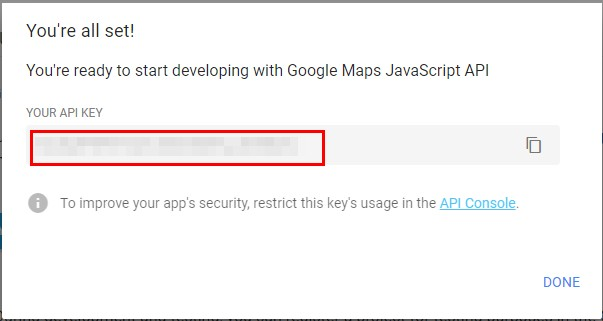 You're all set!
You're ready to start developing with Google Maps JavaScript API
YOUR API KEY
To improve your app's security, restrict this key's usage in the API Console.
DONE